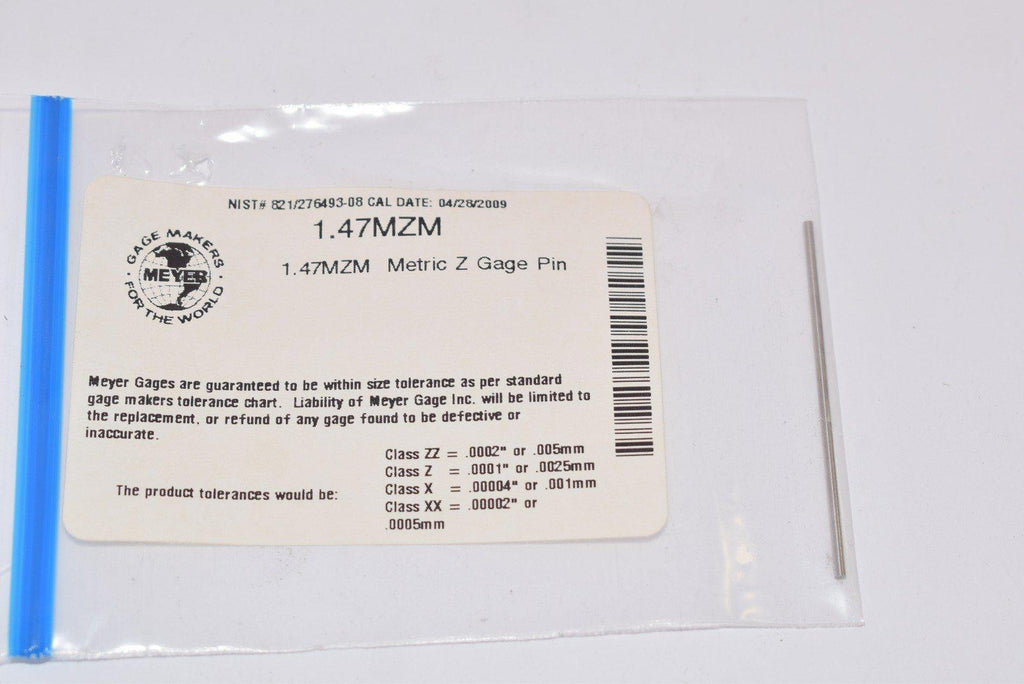 NIST# 821/276493-08 CAL DATE: 04/28/2009
1.47MZM
1.47MZM Metric Z Gage Pin
GAGE MAKERS
MEYER
FOR THE WORLD
Meyer Gages are guaranteed to be within size tolerance as per standard
gage makers tolerance chart. Liability of Meyer Gage Inc. will be limited to
the replacement, or refund of any gage found to be defective or
inaccurate.
The product tolerances would be:
Class ZZ = .0002" or .005mm
Class Z = .0001" or .0025mm
Class X = .00004" or .001mm
Class XX = .00002" or
.0005mm